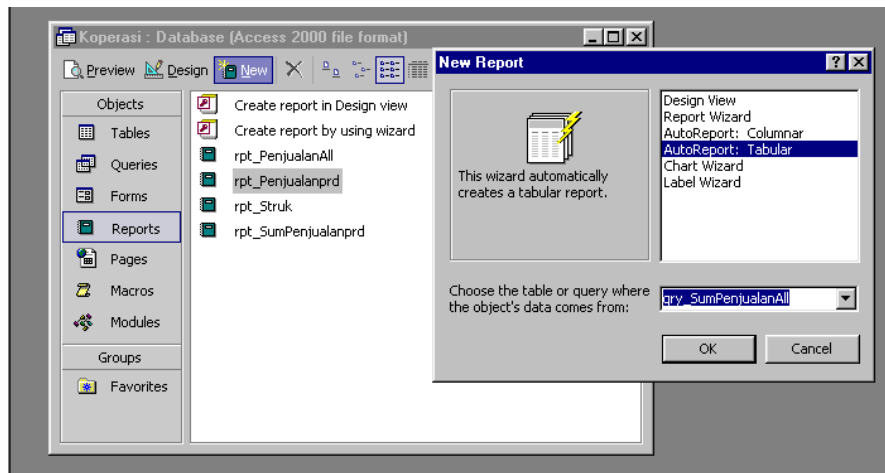 Koperasi : Database (Access 2000 file format)
Preview Design New
Objects
Tables
Queries
Forms
Reports
Pages
Macros
Modules
Groups
Favorites
Create report in Design view
Create report by using wizard
rpt_PenjualanAll
rpt_Penjualanprd
rpt_Struk
rpt_SumPenjualanprd
New Report
This wizard automatically
creates a tabular report.
Design View
Report Wizard
AutoReport: Columnar
AutoReport: Tabular
Chart Wizard
Label Wizard
Choose the table or query where
the object's data comes from:
qry_SumPenjualanAll
OK Cancel